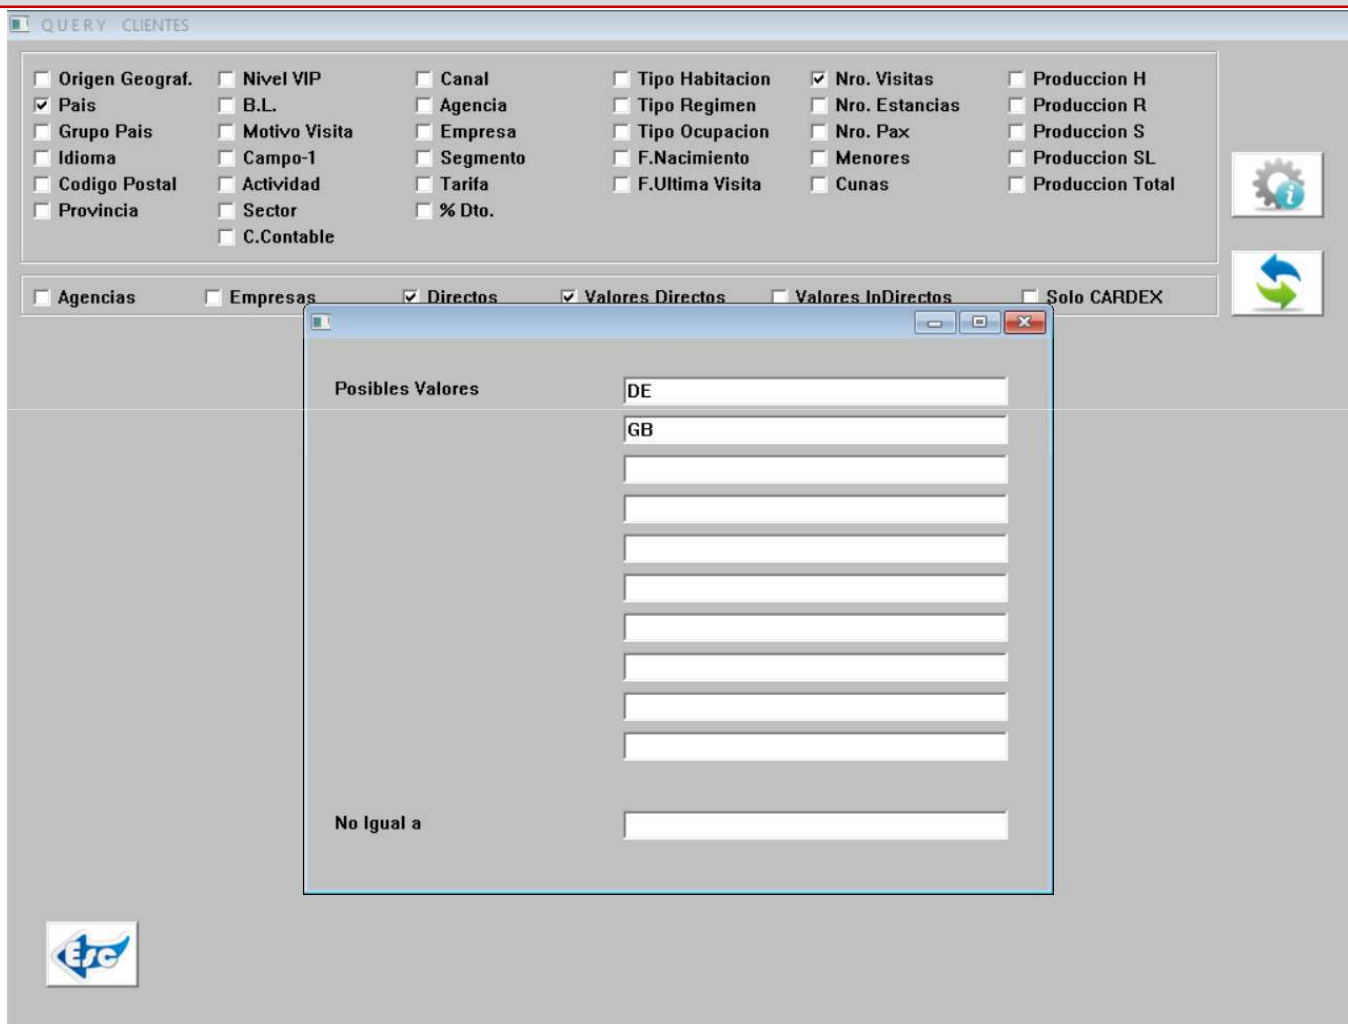 QUERY CLIENTES
Origen Geograf. Nivel VIP Canal Tipo Habitacion Nro. Visitas Produccion H
Pais B.L. Agencia Tipo Regimen Nro. Estancias Produccion R
Grupo Pais Motivo Visita Empresa Tipo Ocupacion Nro. Pax Produccion S
Idioma Campo-1 Segmento F.Nacimiento Menores Produccion SL
Codigo Postal Actividad Tarifa F.Ultima Visita Cunas Produccion Total
Provincia Sector % Dto.
C.Contable
Agencias Empresas Directos Valores Directos Valores InDirectos Solo CARDEX
Posibles Valores DE
GB
No Igual a
Esc